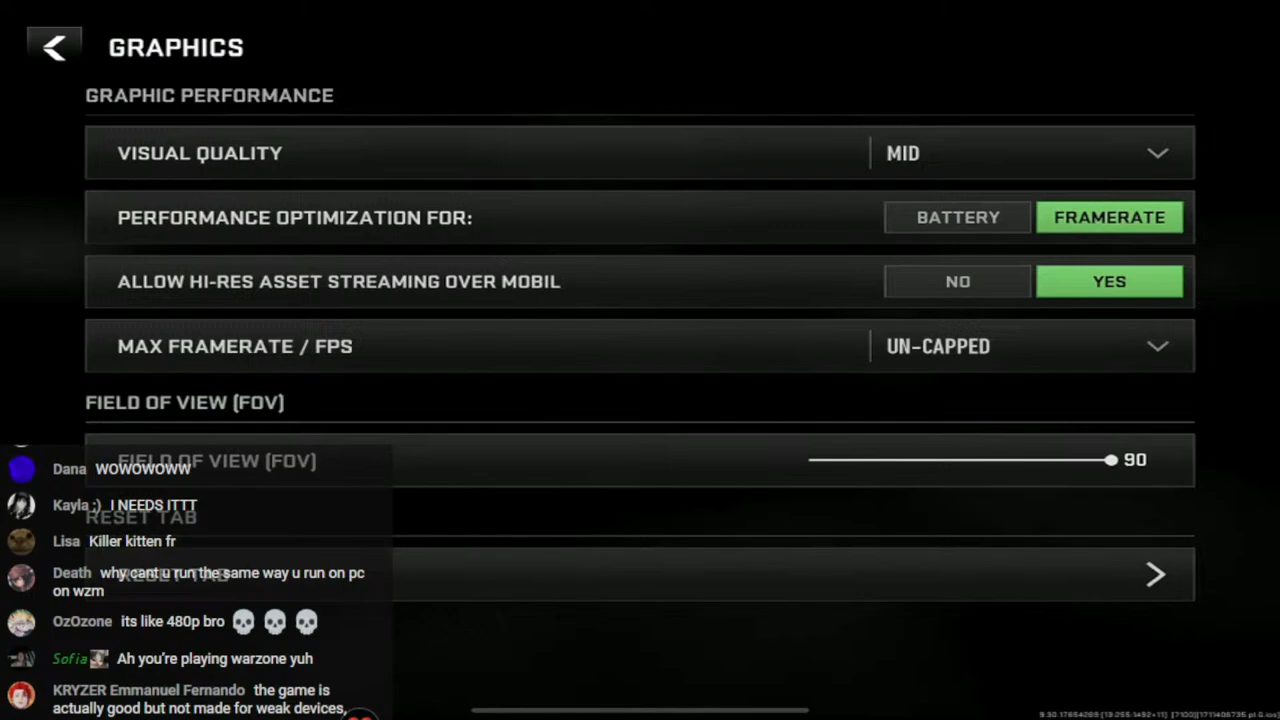 GRAPHICS
GRAPHIC PERFORMANCE
VISUAL QUALITY MID
PERFORMANCE OPTIMIZATION FOR: BATTERY FRAMERATE
ALLOW HI-RES ASSET STREAMING OVER MOBIL NO YES
MAX FRAMERATE / FPS UN-CAPPED
FIELD OF VIEW (FOV)
FIELD OF VIEW (FOV) 90
RESET TAB
RESET TAB
Dana WOWOWOWW
Kayla ;) I NEEDS ITTT
Lisa Killer kitten fr
Death why cant u run the same way u run on pc
on wzm
OzOzone its like 480p bro 💀 💀 💀
Sofia Ah you're playing warzone yuh
KRYZER Emmanuel Fernando the game is
actually good but not made for weak devices,